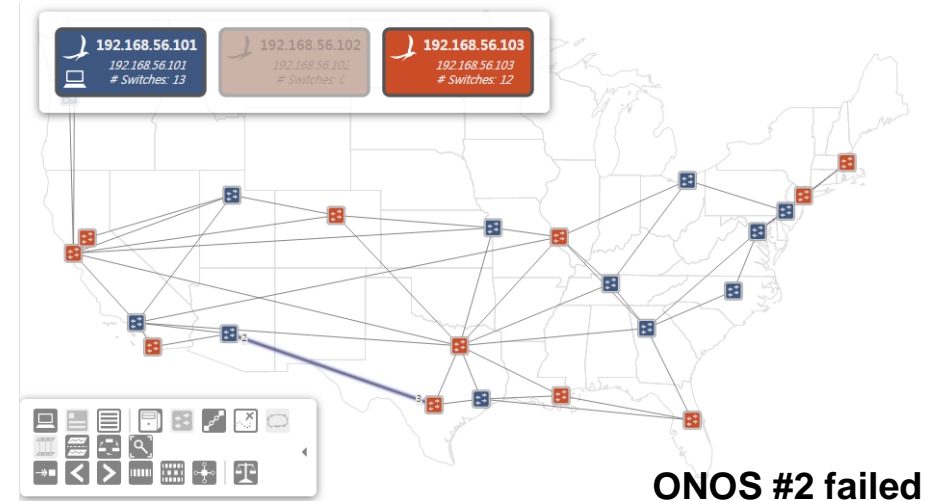 192.168.56.101
192.168.56.101
# Switches: 13
192.168.56.102
192.168.56.102
# Switches:
192.168.56.103
192.168.56.103
# Switches: 12
2
3
ONOS #2 failed